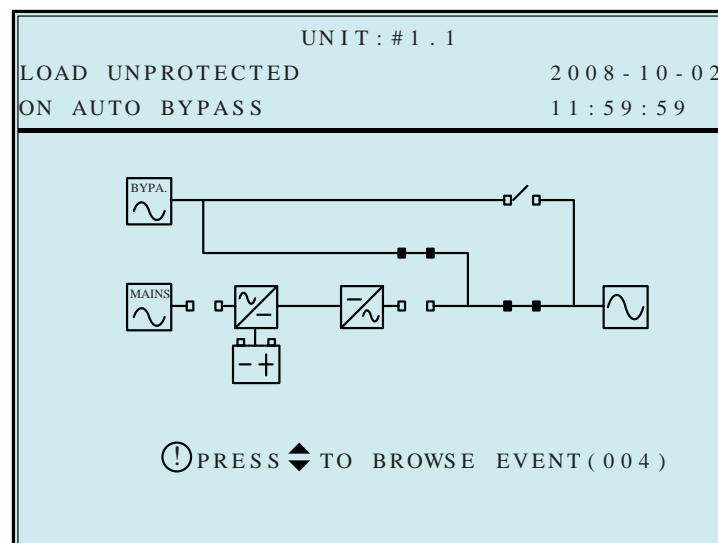 UNIT:#1.1
LOAD UNPROTECTED 2008-10-02
ON AUTO BYPASS 11:59:59
BYPA.
MAINS
PRESS TO BROWSE EVENT(004)